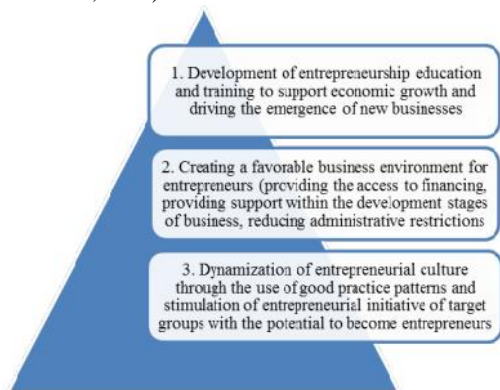 1. Development of entrepreneurship education
and training to support economic growth and
driving the emergence of new businesses
2. Creating a favorable business environment for
entrepreneurs (providing the access to financing,
providing support within the development stages
of business, reducing administrative restrictions
3. Dynamization of entrepreneurial culture
through the use of good practice patterns and
stimulation of entrepreneurial initiative of target
groups with the potential to become entrepreneurs